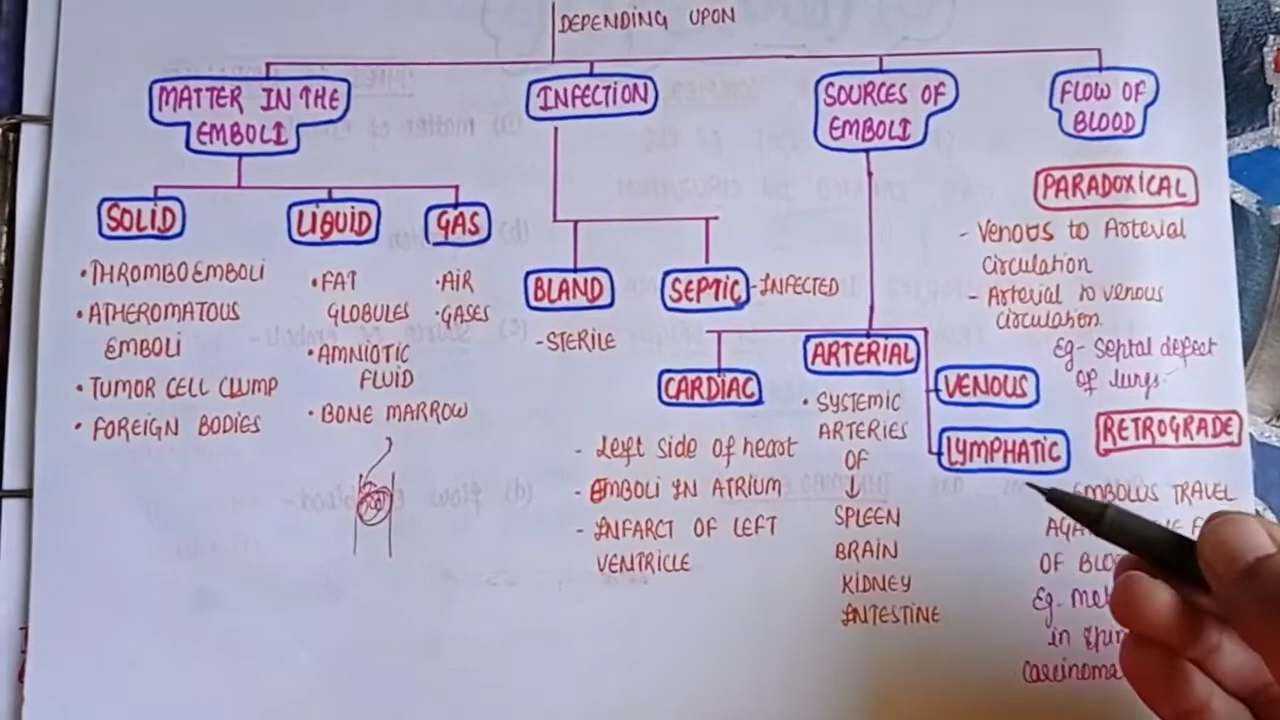 DEPENDING UPON
MATTER IN THE
EMBOLI
INFECTION
SOURCES OF
EMBOLI
FLOW OF
BLOOD
SOLID
LIQUID
GAS
• THROMBOEMBOLI
• ATHEROMATOUS
EMBOLI
• TUMOR CELL CLUMP
• FOREIGN BODIES
• FAT
GLOBULES
• AMNIOTIC
FLUID
• BONE MARROW
• AIR
• GASES
BLAND
- STERILE
SEPTIC - INFECTED
CARDIAC
- Left side of heart
- EMBOLI IN ATRIUM
- INFARCT OF LEFT
VENTRICLE
ARTERIAL
• SYSTEMIC
ARTERIES
OF
↓
SPLEEN
BRAIN
KIDNEY
INTESTINE
VENOUS
LYMPHATIC
PARADOXICAL
- Venous to Arterial
circulation
- Arterial to venous
circulation
Eg- Septal defect
of lungs
RETROGRADE
EMBOLUS TRAVEL
OF
Eg.
in
carcinoma